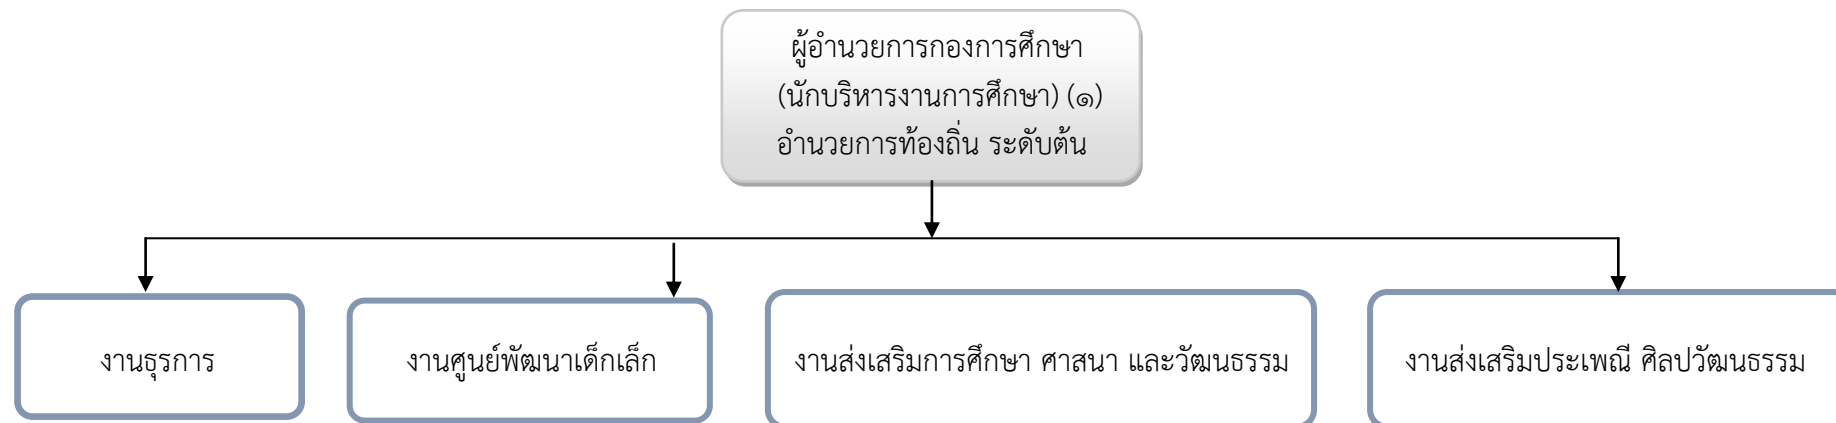 ผู้อำนวยการกองการศึกษา
(นักบริหารงานการศึกษา) (๑)
อำนวยการท้องถิ่น ระดับต้น
งานธุรการ
งานศูนย์พัฒนาเด็กเล็ก
งานส่งเสริมการศึกษา ศาสนา และวัฒนธรรม
งานส่งเสริมประเพณี ศิลปวัฒนธรรม